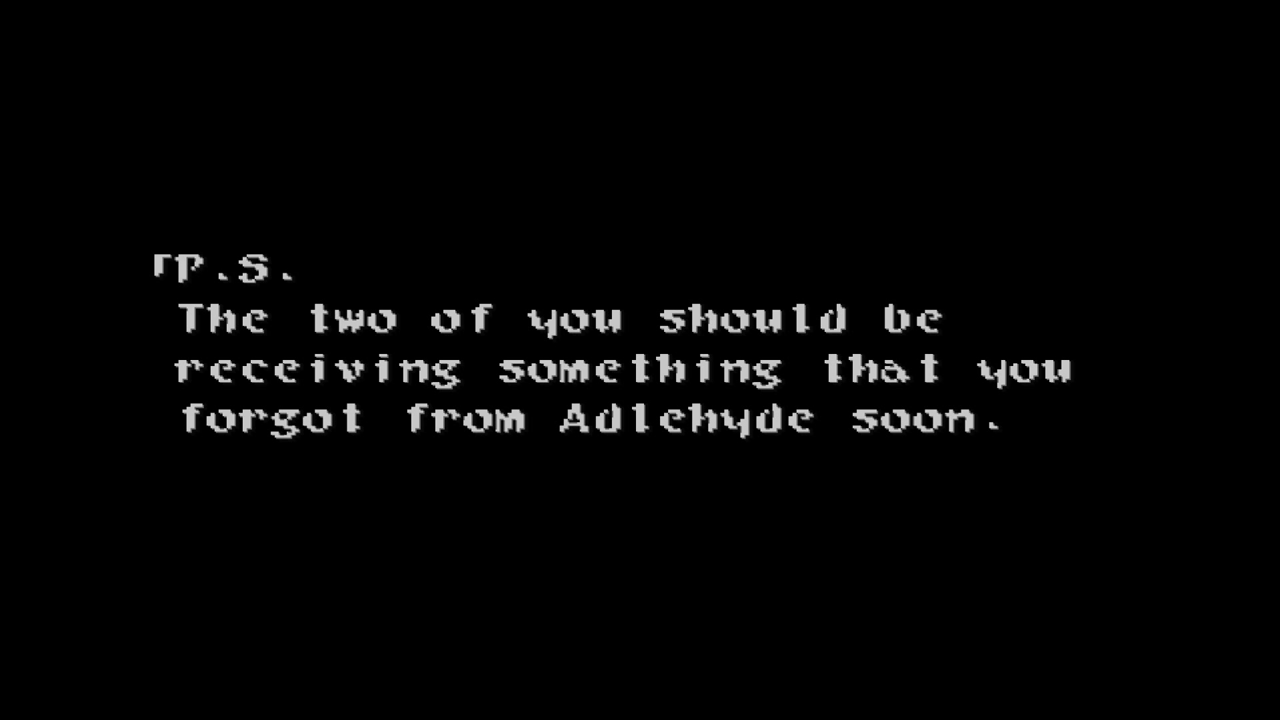 「P.S.
The two of you should be
receiving something that you
forgot from Adlehyde soon.